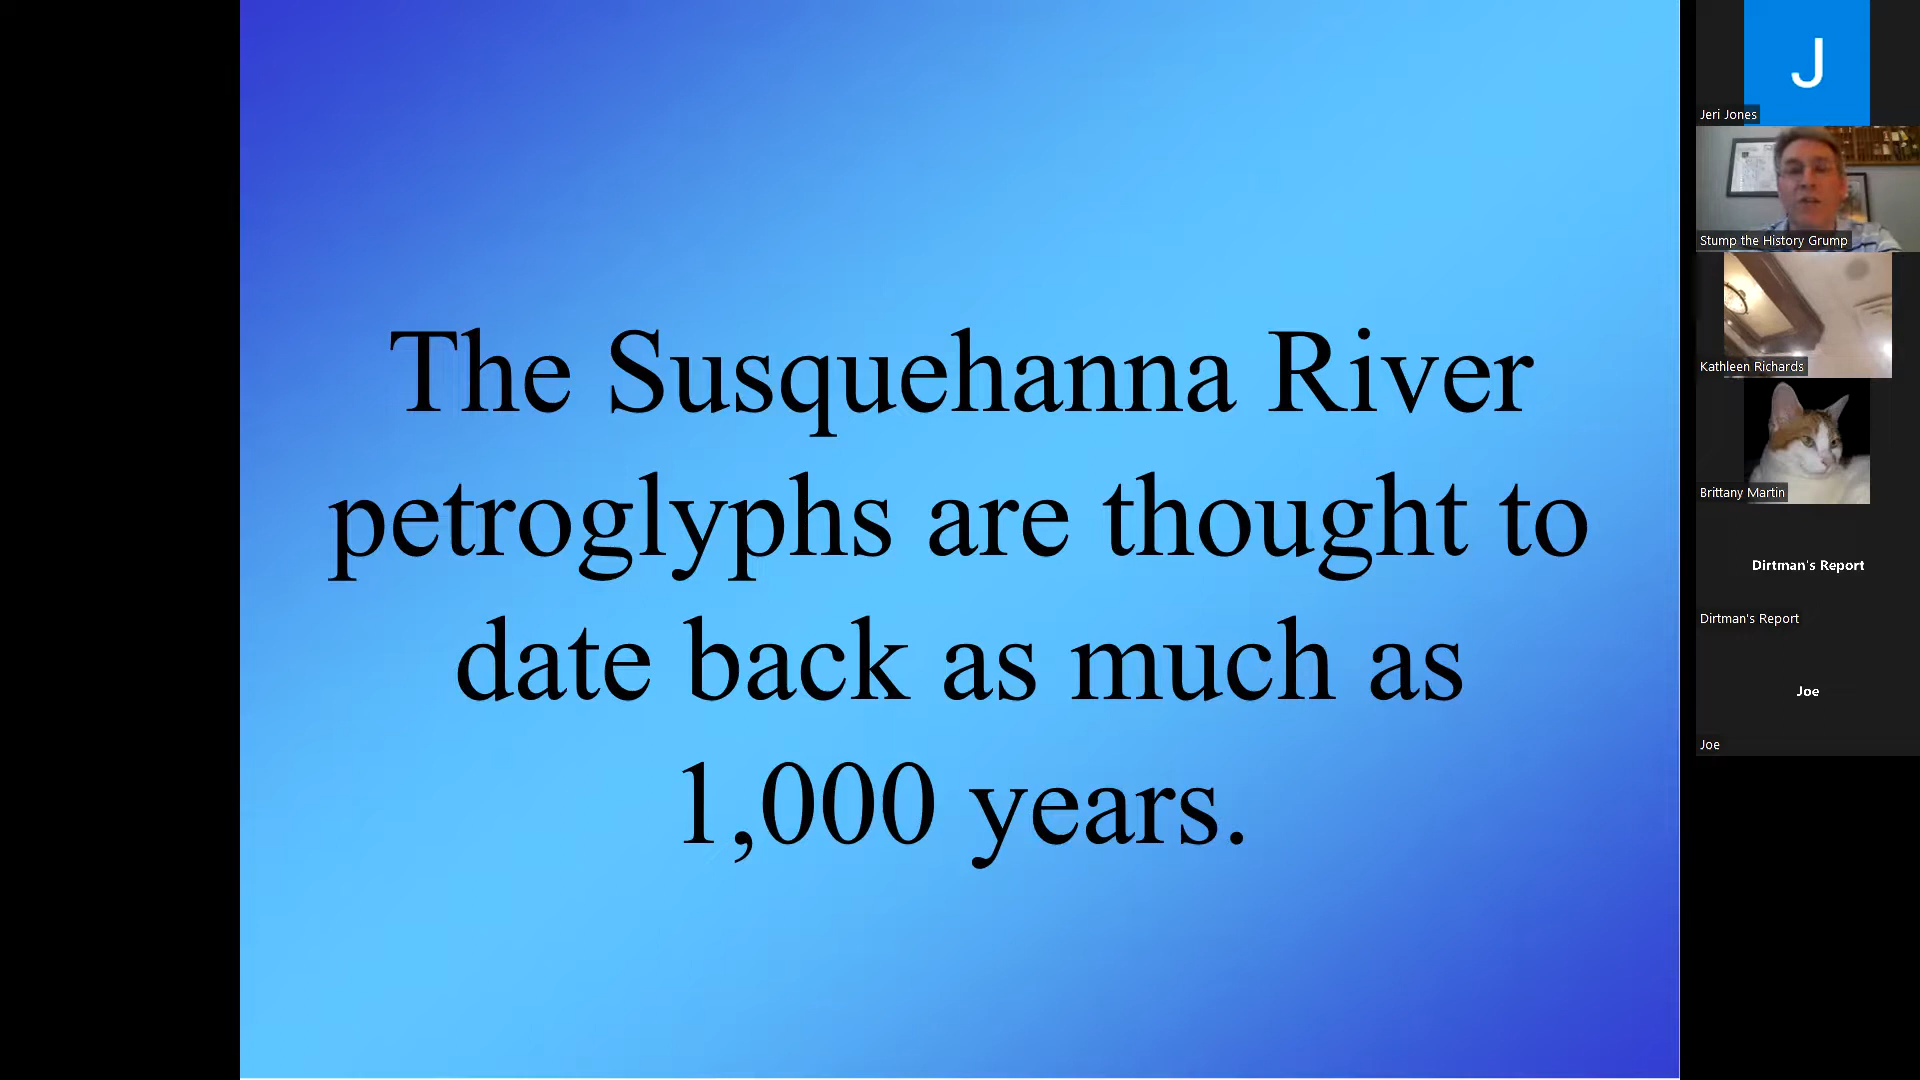 The Susquehanna River
petroglyphs are thought to
date back as much as
1,000 years.
J
Jeri Jones
Stump the History Grump
Kathleen Richards
Brittany Martin
Dirtman's Report
Dirtman's Report
Joe
Joe